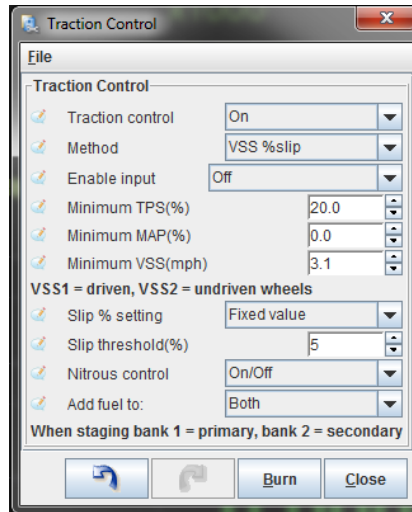 Traction Control
File
Traction Control
Traction control On
Method VSS %slip
Enable input Off
Minimum TPS(%) 20.0
Minimum MAP(%) 0.0
Minimum VSS(mph) 3.1
VSS1 = driven, VSS2 = undriven wheels
Slip % setting Fixed value
Slip threshold(%) 5
Nitrous control On/Off
Add fuel to: Both
When staging bank 1 = primary, bank 2 = secondary
Burn Close